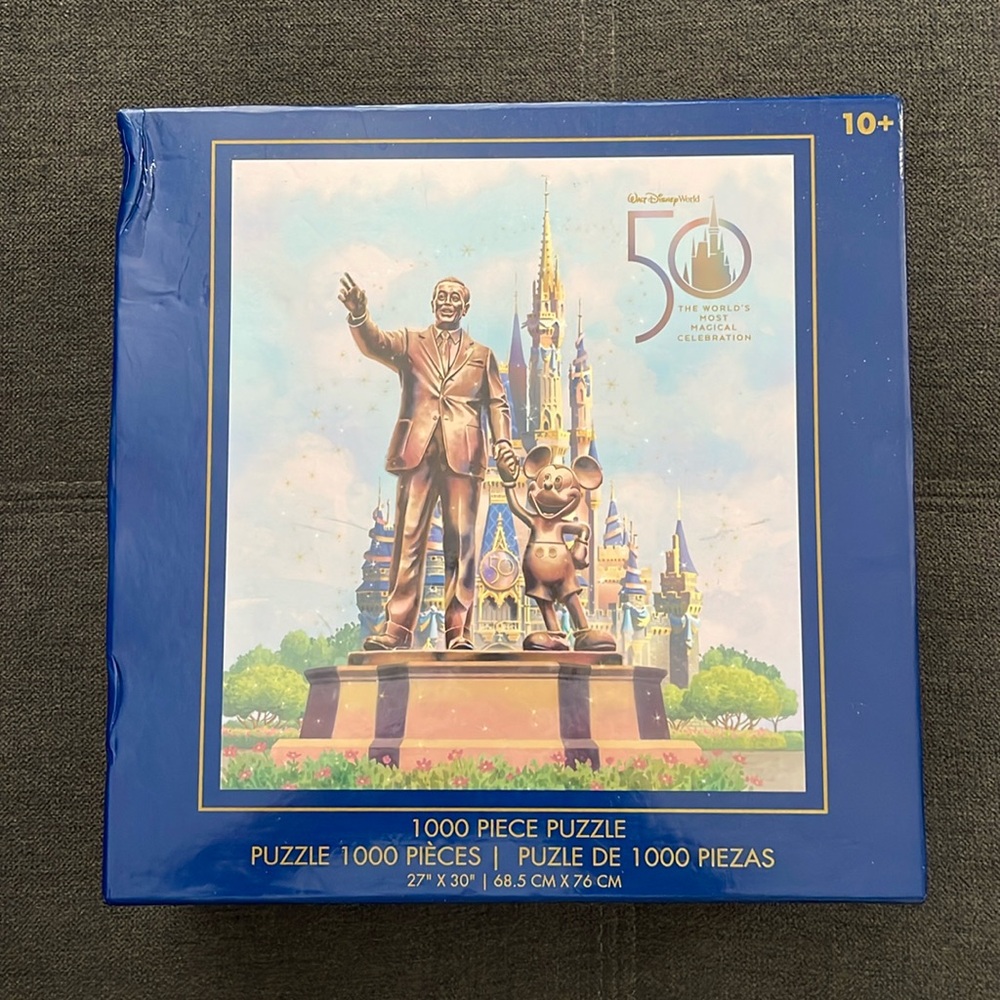 10+
Walt Disney World
50
THE WORLD'S
MOST
MAGICAL
CELEBRATION
50
1000 PIECE PUZZLE
PUZZLE 1000 PIÈCES | PUZLE DE 1000 PIEZAS
27" X 30" | 68.5 CM X 76 CM